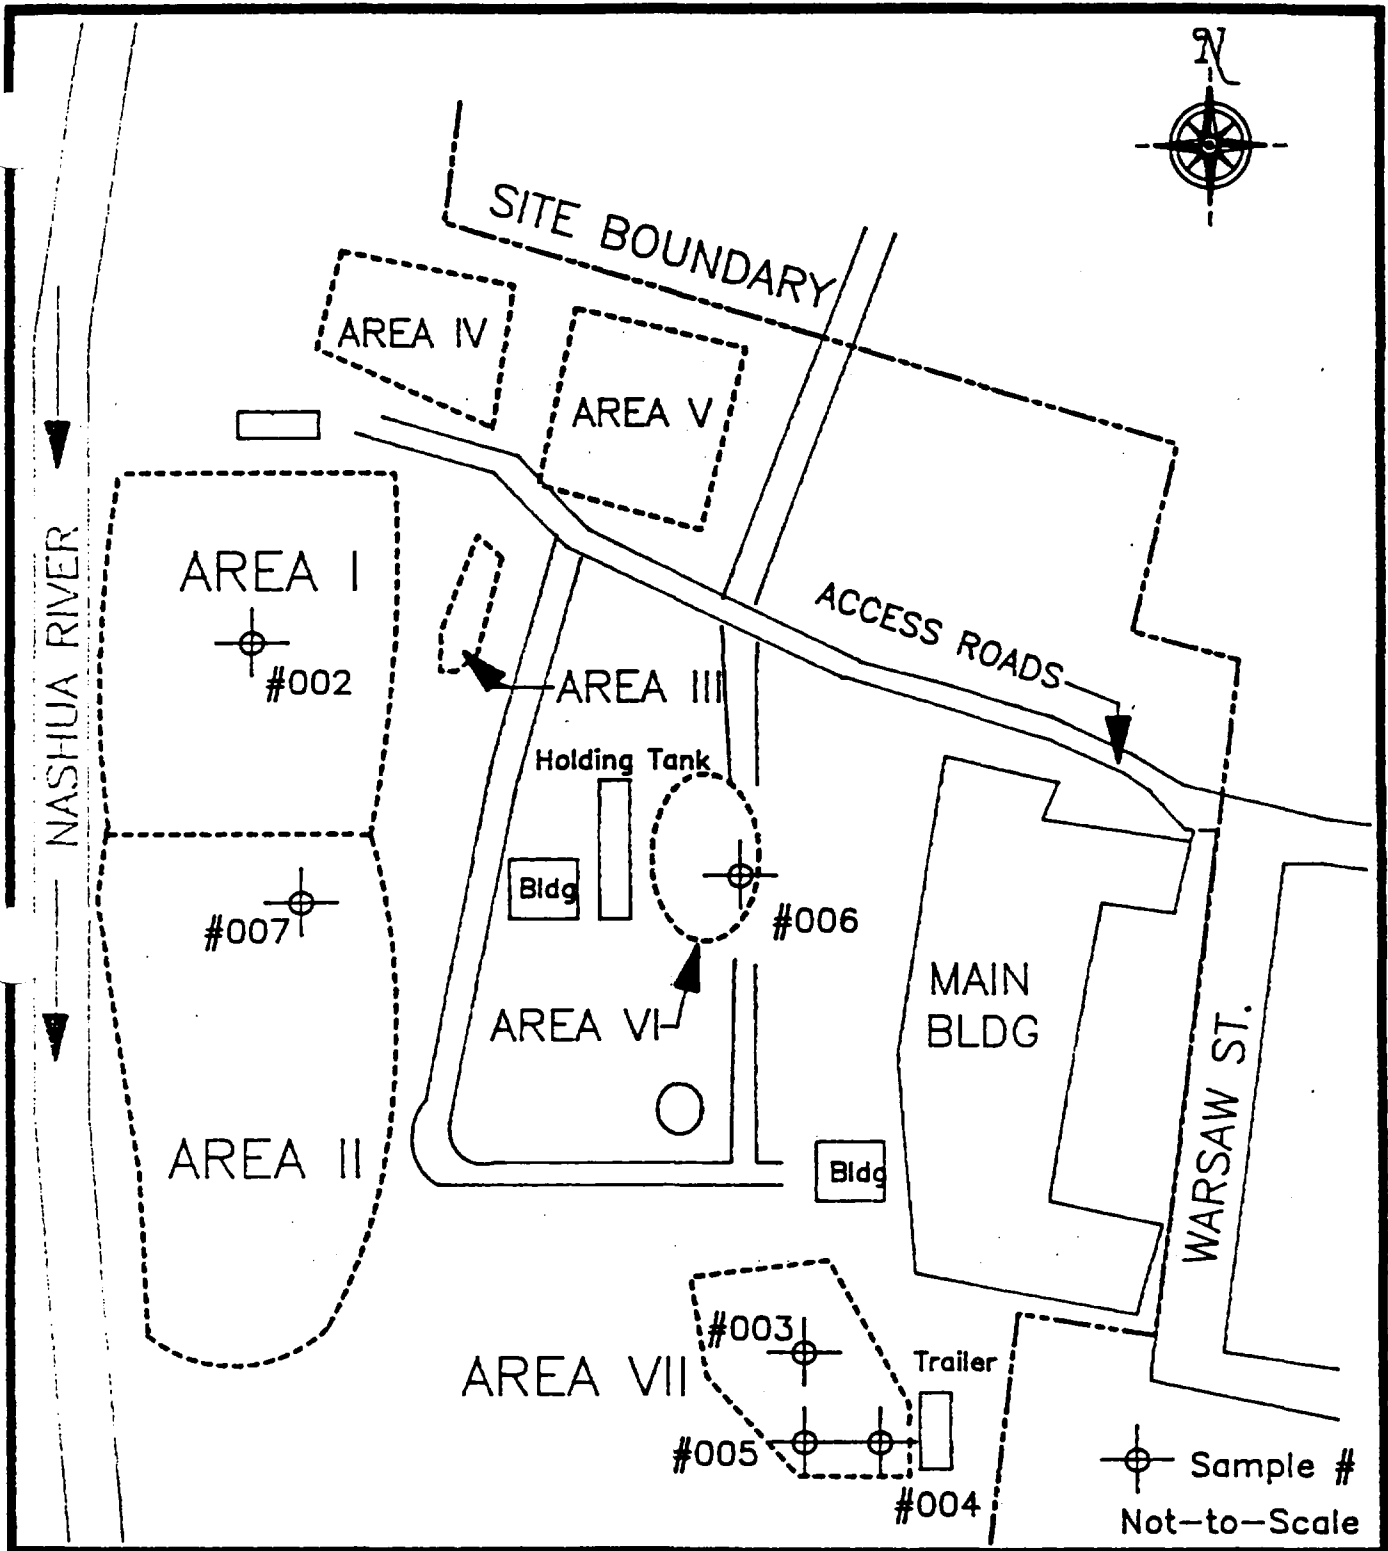 N
SITE BOUNDARY
AREA IV
AREA V
AREA I
#002
NASHUA RIVER
ACCESS ROADS
AREA III
Holding Tank
Bldg
#007
#006
MAIN
BLDG
AREA VI
AREA II
Bldg
WARSAW ST.
#003
AREA VII
Trailer
#005
#004
Sample #
Not-to-Scale